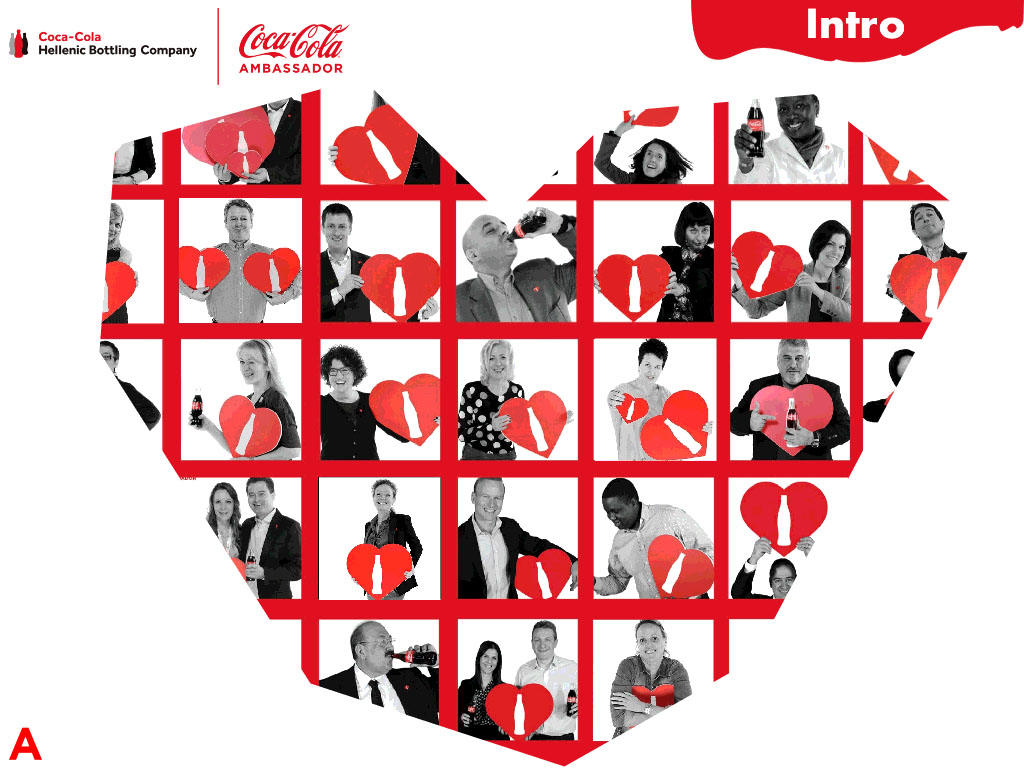 Coca-Cola
Hellenic Bottling Company
Coca-Cola
AMBASSADOR
Intro
A